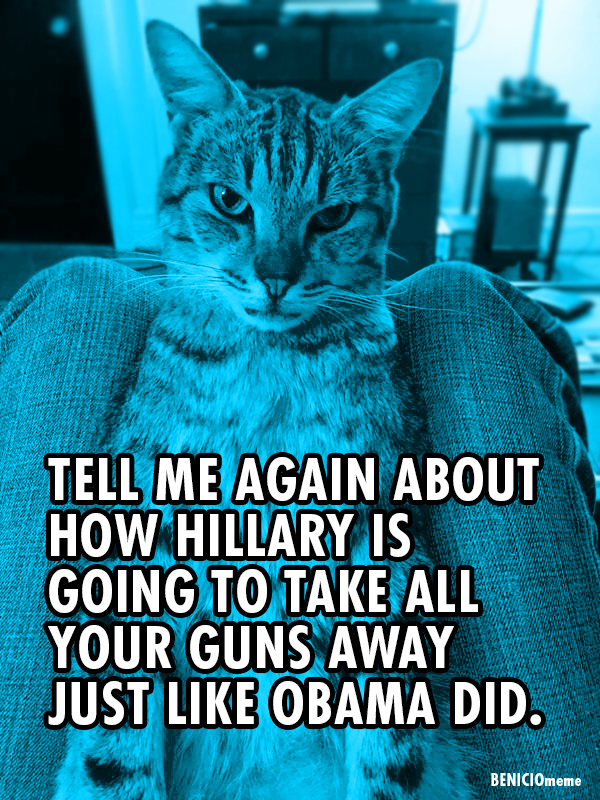 TELL ME AGAIN ABOUT
HOW HILLARY IS
GOING TO TAKE ALL
YOUR GUNS AWAY
JUST LIKE OBAMA DID.
BENICIOmeme